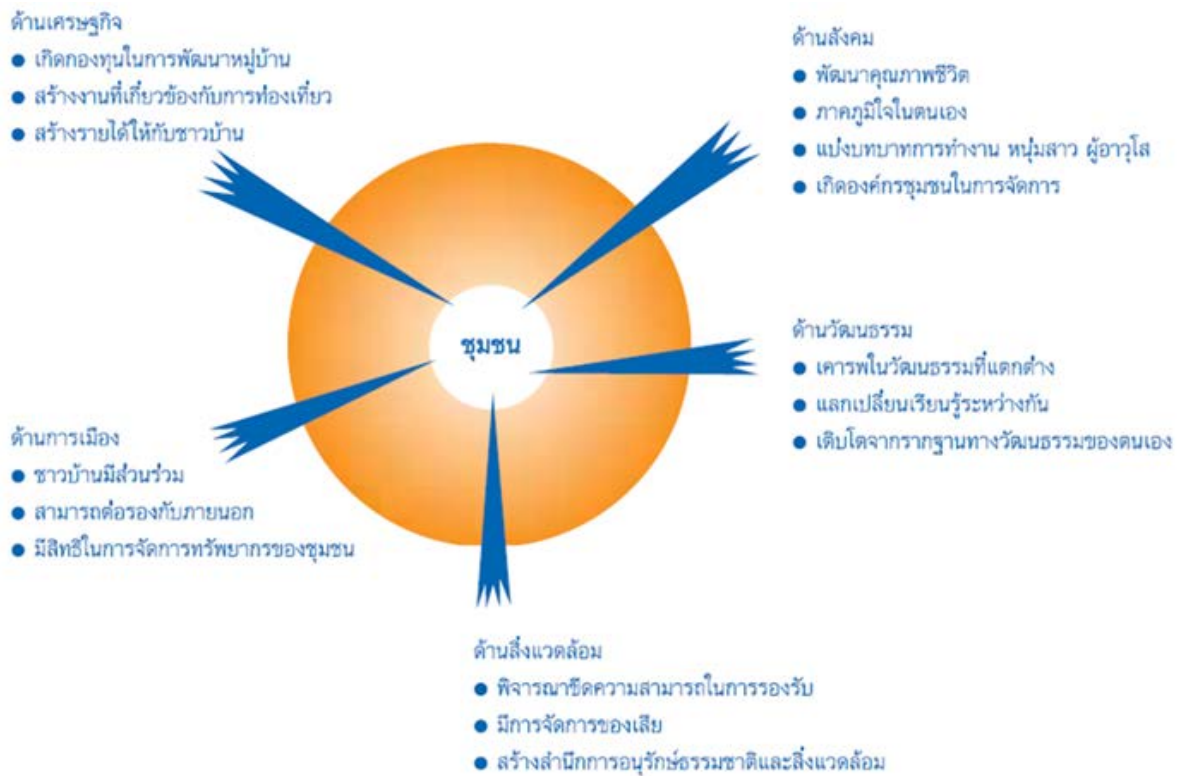 ด้านเศรษฐกิจ
● เกิดกองทุนในการพัฒนาหมู่บ้าน
● สร้างงานที่เกี่ยวข้องกับการท่องเที่ยว
● สร้างรายได้ให้กับชาวบ้าน
ด้านสังคม
● พัฒนาคุณภาพชีวิต
● ภาคภูมิใจในตนเอง
● แบ่งบทบาทการทำงาน หนุ่มสาว ผู้อาวุโส
● เกิดองค์กรชุมชนในการจัดการ
ชุมชน
ด้านวัฒนธรรม
● เคารพในวัฒนธรรมที่แตกต่าง
● แลกเปลี่ยนเรียนรู้ระหว่างกัน
● เติบโตจากรากฐานทางวัฒนธรรมของตนเอง
ด้านการเมือง
● ชาวบ้านมีส่วนร่วม
● สามารถต่อรองกับภายนอก
● มีสิทธิในการจัดการทรัพยากรของชุมชน
ด้านสิ่งแวดล้อม
● พิจารณาขีดความสามารถในการรองรับ
● มีการจัดการของเสีย
● สร้างสำนึกการอนุรักษ์ธรรมชาติและสิ่งแวดล้อม